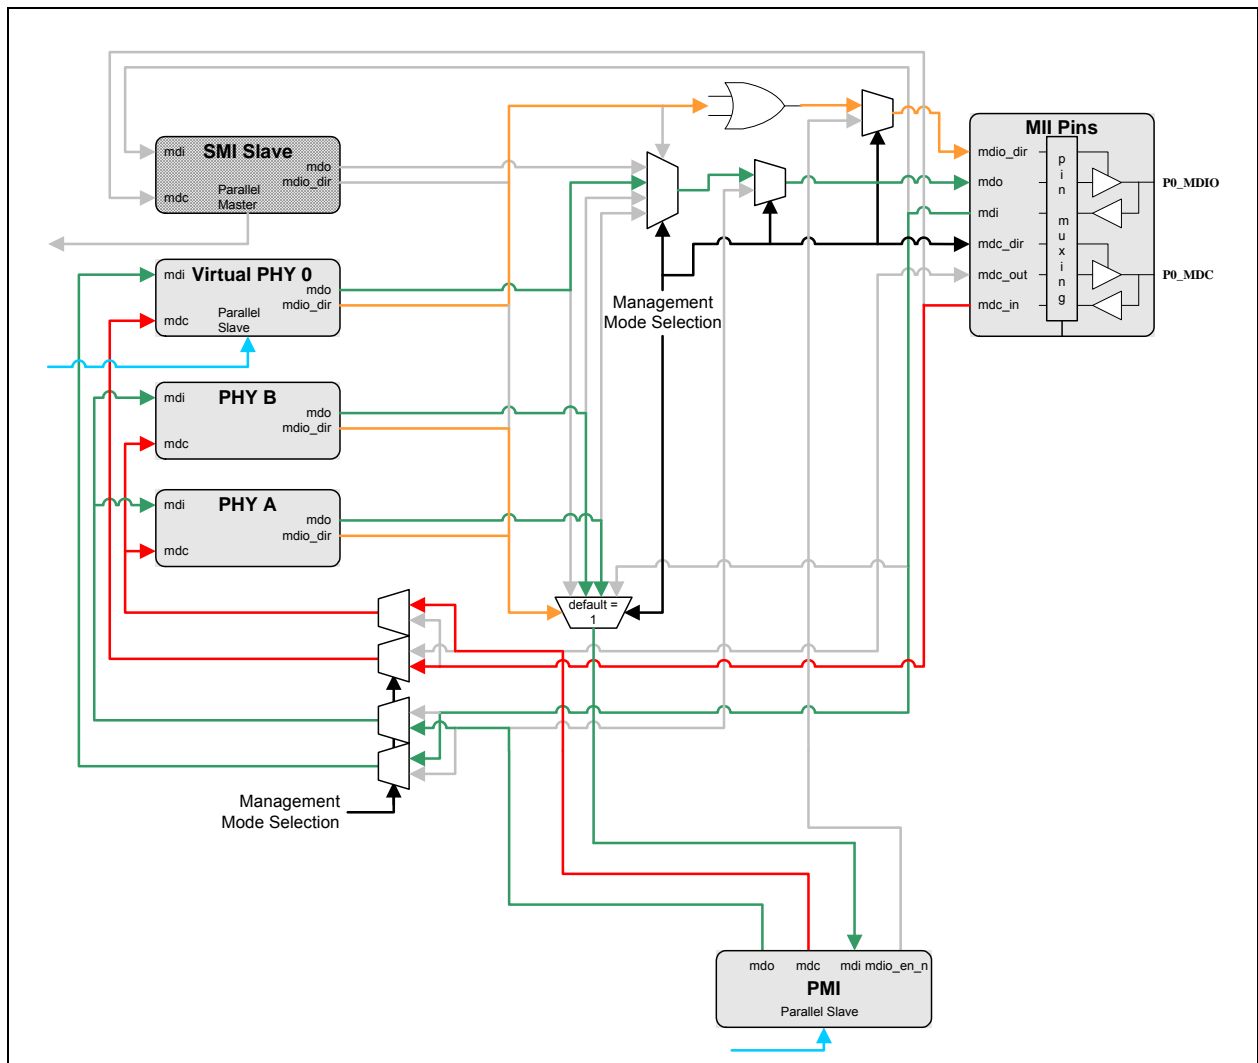 SMI Slave
mdi
mdo
mdio_dir
mdc
Parallel
Master
Virtual PHY 0
mdi
mdo
mdio_dir
mdc
Parallel
Slave
PHY B
mdi
mdo
mdio_dir
mdc
PHY A
mdi
mdo
mdio_dir
mdc
MII Pins
mdio_dir
mdo
mdi
mdc_dir
mdc_out
mdc_in
pin muxing
P0_MDIO
P0_MDC
Management
Mode Selection
default =
1
Management
Mode Selection
mdo
mdc
mdi
mdio_en_n
PMI
Parallel Slave